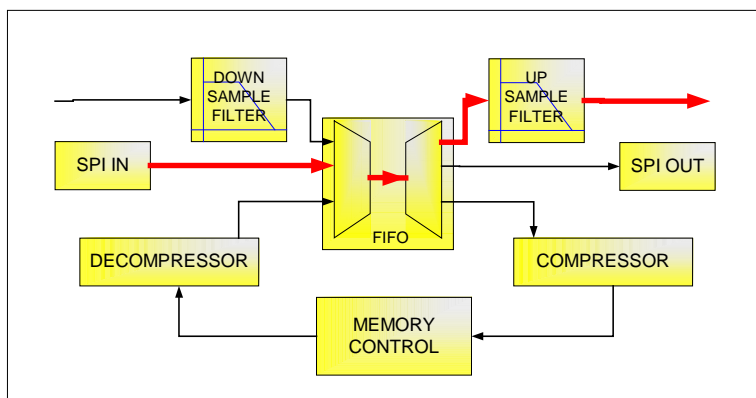 DOWN
SAMPLE
FILTER
UP
SAMPLE
FILTER
SPI IN
SPI OUT
FIFO
DECOMPRESSOR
COMPRESSOR
MEMORY
CONTROL